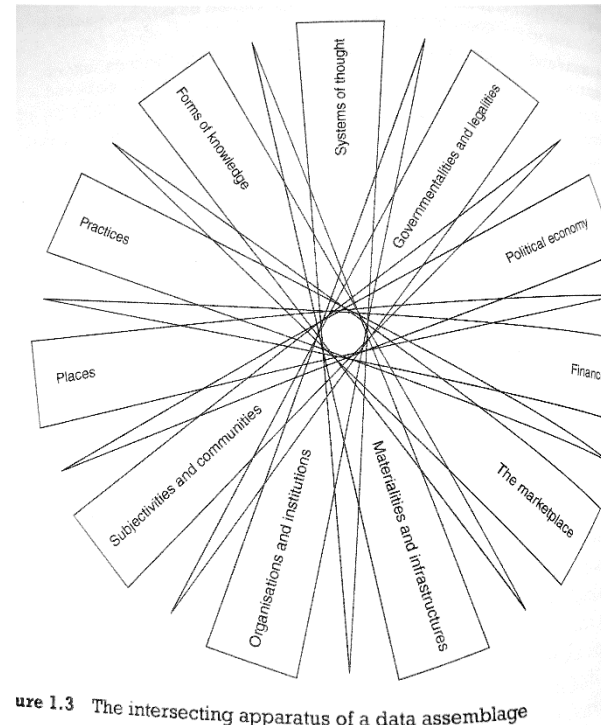 Systems of thought
Governmentalities and legalities
Political economy
Financ
The marketplace
Materialities and infrastructures
Organisations and institutions
Subjectivities and communities
Places
Practices
Forms of knowledge
ure 1.3 The intersecting apparatus of a data assemblage